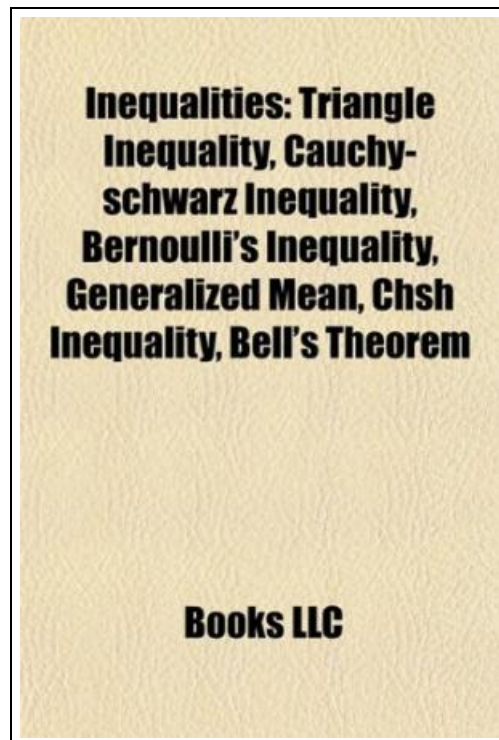 Inequalities: Triangle
Inequality, Cauchy-
schwarz Inequality,
Bernoulli's Inequality,
Generalized Mean, Chsh
Inequality, Bell's Theorem
Books LLC